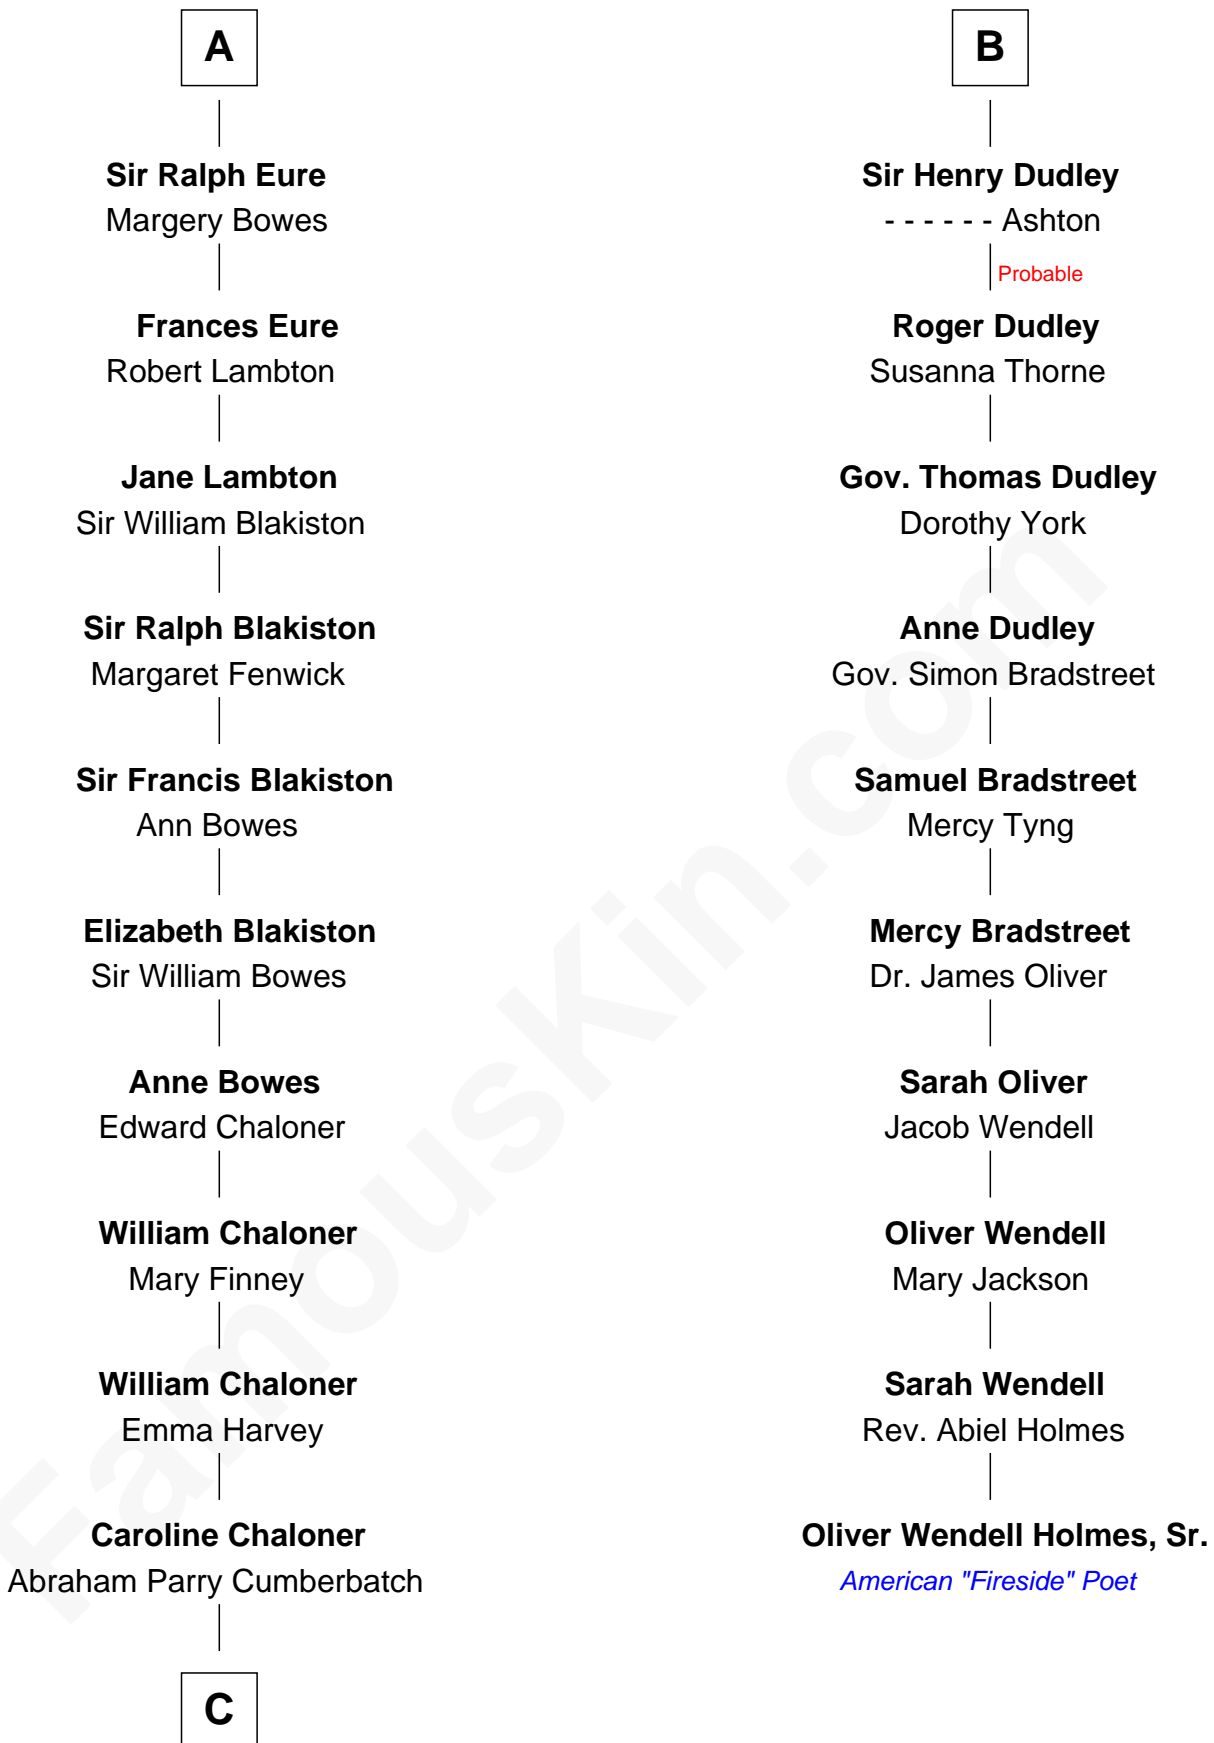 A
Sir Ralph Eure
Margery Bowes
Frances Eure
Robert Lambton
Jane Lambton
Sir William Blakiston
Sir Ralph Blakiston
Margaret Fenwick
Sir Francis Blakiston
Ann Bowes
Elizabeth Blakiston
Sir William Bowes
Anne Bowes
Edward Chaloner
William Chaloner
Mary Finney
William Chaloner
Emma Harvey
Caroline Chaloner
Abraham Parry Cumberbatch
C
B
Sir Henry Dudley
- - - - - - Ashton
Probable
Roger Dudley
Susanna Thorne
Gov. Thomas Dudley
Dorothy York
Anne Dudley
Gov. Simon Bradstreet
Samuel Bradstreet
Mercy Tyng
Mercy Bradstreet
Dr. James Oliver
Sarah Oliver
Jacob Wendell
Oliver Wendell
Mary Jackson
Sarah Wendell
Rev. Abiel Holmes
Oliver Wendell Holmes, Sr.
American "Fireside" Poet
FamousKin.com